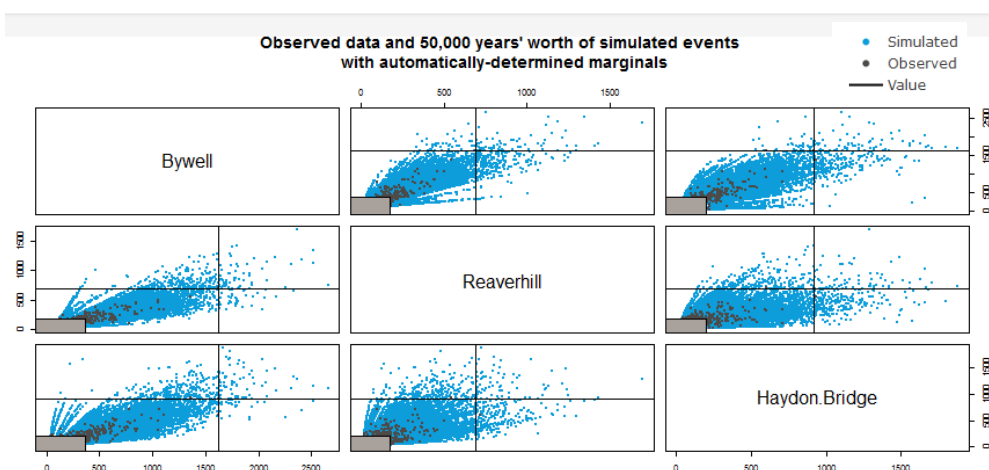 Observed data and 50,000 years' worth of simulated events
with automatically-determined marginals
Simulated
Observed
Value
0 500 1000 1500
Bywell
Reaverhill
Haydon.Bridge
0 500 1000 1500 2000 2500
0 500 1000 1500